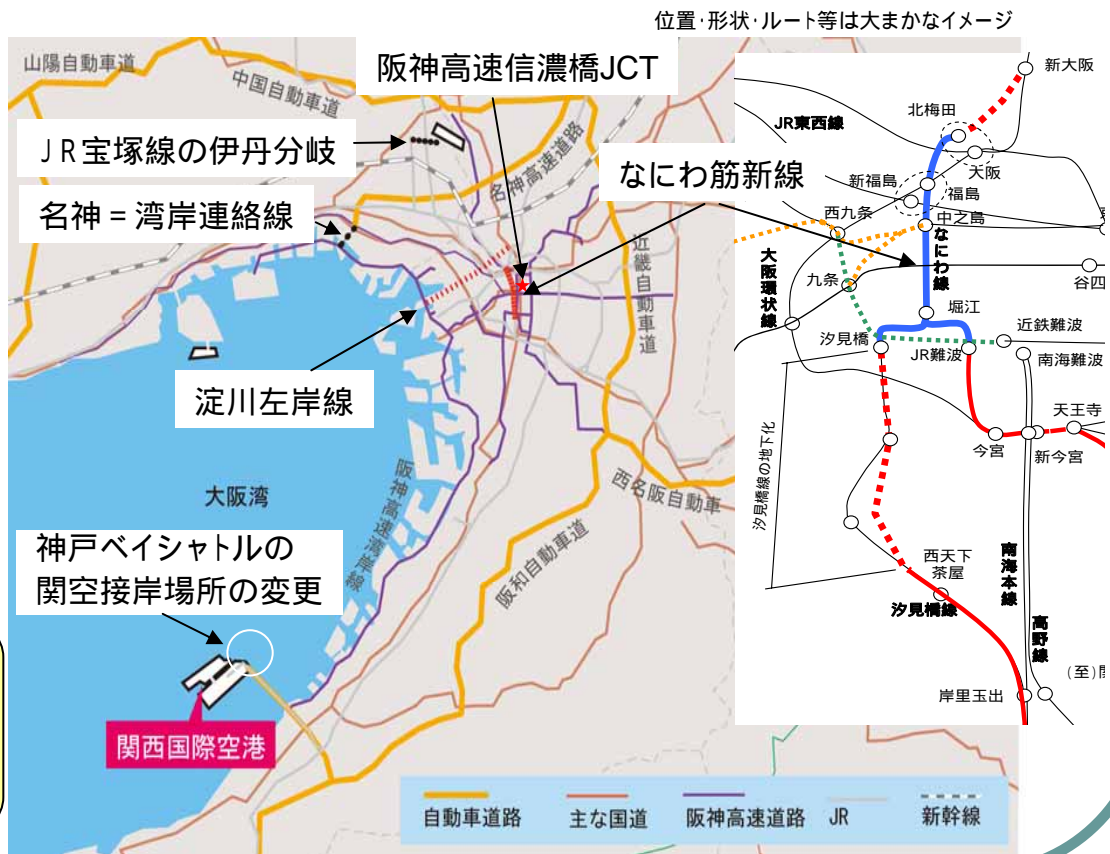 位置・形状・ルート等は大まかなイメージ
山陽自動車道
中国自動車道
阪神高速信濃橋JCT
JR宝塚線の伊丹分岐
名神高速道路
なにわ筋新線
名神=湾岸連絡線
近畿自動車道
淀川左岸線
阪神高速湾岸線
西名阪自動車
大阪湾
阪和自動車道
神戸ベイシャトルの
関空接岸場所の変更
関西国際空港
自動車道路
主な国道
阪神高速道路
JR
新幹線
新大阪
北梅田
JR東西線
大阪
新福島
福島
西九条
中之島
なにわ線
大阪環状線
九条
谷四
堀江
汐見橋
JR難波
近鉄難波
南海難波
天王寺
今宮
新今宮
汐見橋線の地下化
西天下
茶屋
南海本線
汐見橋線
高野線
(至)
岸里玉出